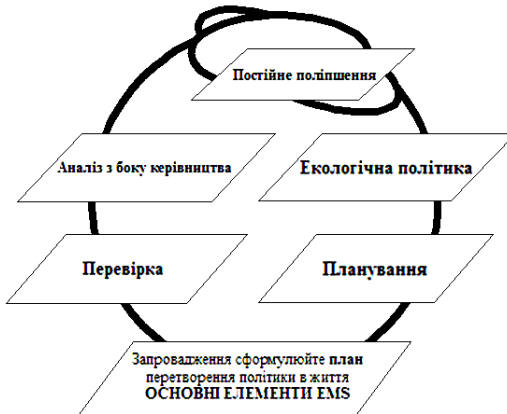 Постійне поліпшення
Аналіз з боку керівництва
Екологічна політика
Перевірка
Планування
Запровадження сформулюйте план
перетворення політики в життя
ОСНОВНІ ЕЛЕМЕНТИ EMS